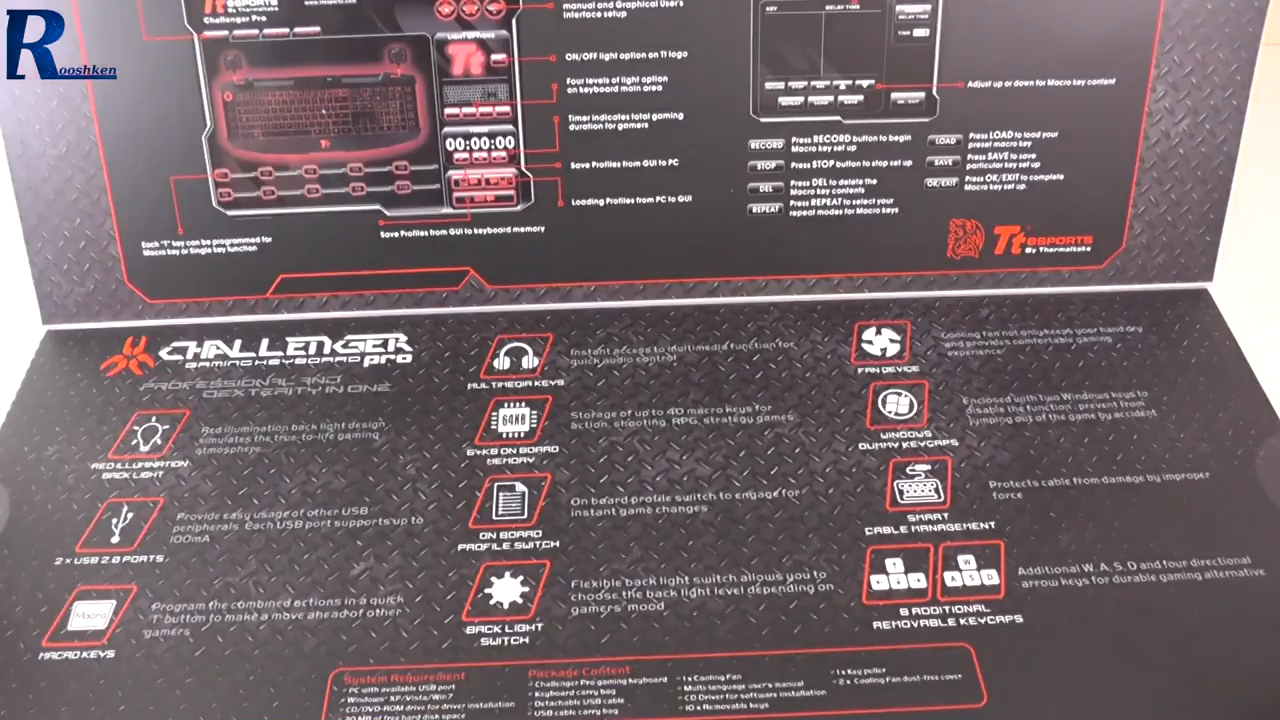 Rooshken
Tt eSPORTS
By Thermaltake
Challenger Pro
manual and Graphical User's
Interface setup
LIGHT OPTIONS
ON/OFF light option on Tt logo
Four levels of light option
on keyboard main area
Timer indicates total gaming
duration for gamers
00:00:00
Save Profiles from GUI to PC
Loading Profiles from PC to GUI
Save Profiles from GUI to keyboard memory
Each "T" key can be programmed for
Macro key or Single key function
KEY
DELAY TIME
Adjust up or down for Macro key content
RECORD
Press RECORD button to begin
Macro key set up
STOP
Press STOP button to stop set up
DEL
Press DEL to delete the
Macro key contents
REPEAT
Press REPEAT to select your
repeat modes for Macro keys
LOAD
Press LOAD to load your
preset macro key
SAVE
Press SAVE to save
particular key set up
OK/EXIT
Press OK/EXIT to complete
Macro key set up.
Tt eSPORTS
By Thermaltake
CHALLENGER
GAMING KEYBOARD pro
PROFESSIONAL AND
DEXTERITY IN ONE
RED ILLUMINATION
BACK LIGHT
Red illumination back light design
simulates the true-to-life gaming
atmosphere.
2 x USB 2.0 PORTS
Provide easy usage of other USB
peripherals. Each USB port supports up to
100mA
Macro
MACRO KEYS
Program the combined actions in a quick
"T" button to make a move ahead of other
gamers
MULTIMEDIA KEYS
Instant access to multimedia function for
quick audio control
64KB
64KB ON BOARD
MEMORY
Storage of up to 40 macro keys for
action, shooting, RPG, strategy games
ON BOARD
PROFILE SWITCH
On board profile switch to engage for
instant game changes
BACK LIGHT
SWITCH
Flexible back light switch allows you to
choose the back light level depending on
gamers' mood
FAN DEVICE
Cooling fan not only keeps your hand dry
and provides comfortable gaming
experience
WINDOWS
DUMMY KEYCAPS
Enclosed with two Windows keys to
disable the function, prevent from
jumping out of the game by accident
SMART
CABLE MANAGEMENT
Protects cable from damage by improper
force
W
A S D
8 ADDITIONAL
REMOVABLE KEYCAPS
Additional W, A, S, D and four directional
arrow keys for durable gaming alternative
System Requirement
PC with available USB port
Windows XP/Vista/Win7
CD/DVD-ROM drive for driver installation
30 MB of free hard disk space
Package Content
Challenger Pro gaming keyboard
Keyboard carry bag
Detachable USB cable
USB cable carry bag
1 x Cooling Fan
Multi-language user's manual
CD Driver for software installation
10 x Removable keys
1 x Key puller
2 x Cooling Fan dust-free cover